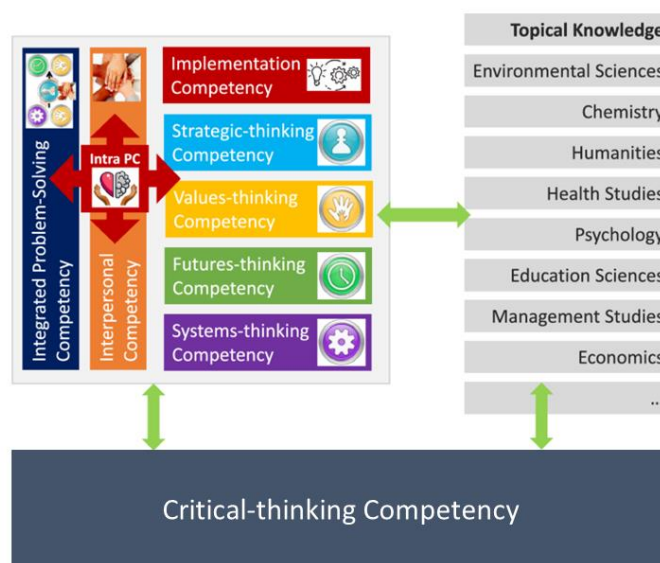 Integrated Problem-Solving
Competency
Interpersonal
Competency
Intra PC
Implementation
Competency
Strategic-thinking
Competency
Values-thinking
Competency
Futures-thinking
Competency
Systems-thinking
Competency
Topical Knowledge
Environmental Sciences
Chemistry
Humanities
Health Studies
Psychology
Education Sciences
Management Studies
Economics
...
Critical-thinking Competency